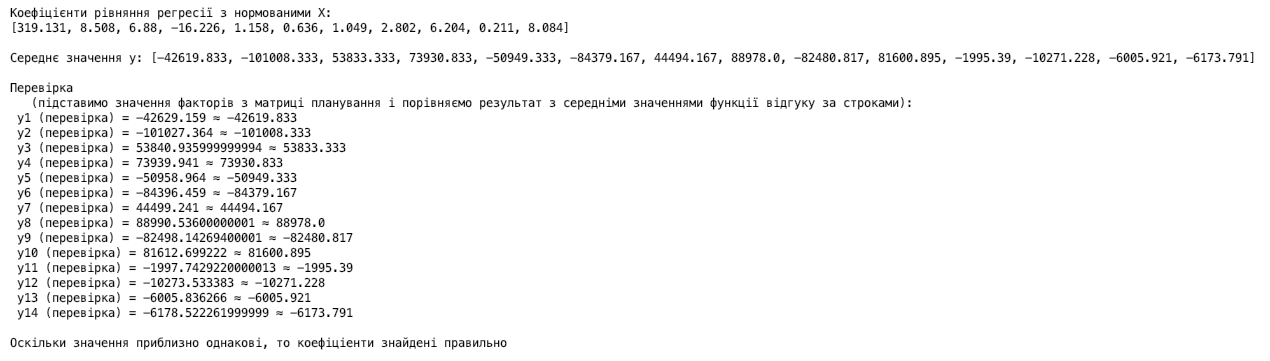 Коефіцієнти рівняння регресії з нормованими X:
[319.131, 8.508, 6.88, -16.226, 1.158, 0.636, 1.049, 2.802, 6.204, 0.211, 8.084]
Середнє значення y: [-42619.833, -101008.333, 53833.333, 73930.833, -50949.333, -84379.167, 44494.167, 88978.0, -82480.817, 81600.895, -1995.39, -10271.228, -6005.921, -6173.791]
Перевірка
(підставимо значення факторів з матриці планування і порівняємо результат з середніми значеннями функції відгуку за строками):
y1 (перевірка) = -42629.159 ≈ -42619.833
y2 (перевірка) = -101027.364 ≈ -101008.333
y3 (перевірка) = 53840.935999999994 ≈ 53833.333
y4 (перевірка) = 73939.941 ≈ 73930.833
y5 (перевірка) = -50958.964 ≈ -50949.333
y6 (перевірка) = -84396.459 ≈ -84379.167
y7 (перевірка) = 44499.241 ≈ 44494.167
y8 (перевірка) = 88990.53600000001 ≈ 88978.0
y9 (перевірка) = -82498.14269400001 ≈ -82480.817
y10 (перевірка) = 81612.699222 ≈ 81600.895
y11 (перевірка) = -1997.7429220000013 ≈ -1995.39
y12 (перевірка) = -10273.533383 ≈ -10271.228
y13 (перевірка) = -6005.836266 ≈ -6005.921
y14 (перевірка) = -6178.522261999999 ≈ -6173.791
Оскільки значення приблизно однакові, то коефіцієнти знайдені правильно